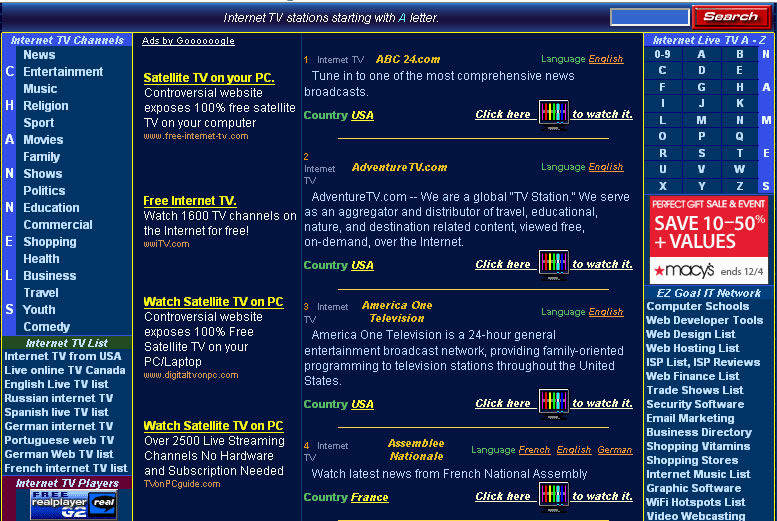 Internet TV stations starting with A letter.
Search
Internet TV Channels
C H A N N E L S
News
Entertainment
Music
Religion
Sport
Movies
Family
Shows
Politics
Education
Commercial
Shopping
Health
Business
Travel
Youth
Comedy
Internet TV List
Internet TV from USA
Live online TV Canada
English Live TV list
Russian internet TV
Spanish live TV list
German internet TV
Portuguese web TV
German Web TV list
French internet TV list
Internet TV Players
FREE
realplayer
G2
real
Ads by Goooooogle
Satellite TV on your PC.
Controversial website
exposes 100% free satellite
TV on your computer
www.free-internet-tv.com
Free Internet TV.
Watch 1600 TV channels on
the Internet for free!
wwiTV.com
Watch Satellite TV on PC
Controversial website
exposes 100% Free
Satellite TV on your
PC/Laptop
www.digitaltvonpc.com
Watch Satellite TV on PC
Over 2500 Live Streaming
Channels No Hardware
and Subscription Needed
TVonPCguide.com
1 Internet TV ABC 24.com Language English
Tune in to one of the most comprehensive news
broadcasts.
Country USA Click here to watch it.
2
Internet TV AdventureTV.com Language English
AdventureTV.com -- We are a global "TV Station." We serve
as an aggregator and distributor of travel, educational,
nature, and destination related content, viewed free,
on-demand, over the Internet.
Country USA Click here to watch it.
3 Internet TV America One Television Language English
America One Television is a 24-hour general
entertainment broadcast network, providing family-oriented
programming to television stations throughout the United
States.
Country USA Click here to watch it.
4 Internet TV Assemblee Nationale Language French English German
Watch latest news from French National Assembly
Country France Click here to watch it.
Internet Live TV A - Z
0-9 A B
C D E
F G H
I J K
L M N
O P Q
R S T
U V W
X Y Z
N A M E S
PERFECT GIFT SALE & EVENT
SAVE 10-50%
+ VALUES
macy's ends 12/4
EZ Goal IT Network
Computer Schools
Web Developer Tools
Web Design List
Web Hosting List
ISP List, ISP Reviews
Web Finance List
Trade Shows List
Security Software
Email Marketing
Business Directory
Shopping Vitamins
Shopping Stores
Internet Music List
Graphic Software
WiFi Hotspots List
Video Webcasting